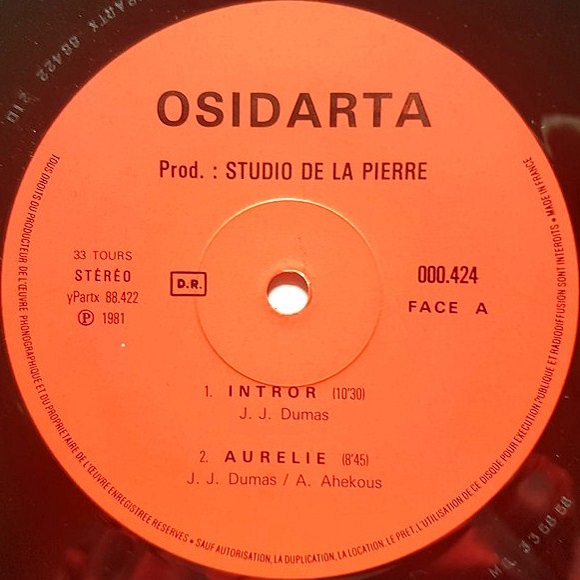 OSIDARTA
Prod. : STUDIO DE LA PIERRE
33 TOURS
STÉRÉO
yPartx 88.422
Ⓟ 1981
D.R.
000.424
FACE A
1. INTROR (10'30)
J. J. Dumas
2. AURELIE (8'45)
J. J. Dumas / A. Ahekous
TOUS DROITS DU PRODUCTEUR DE L'ŒUVRE PHONOGRAPHIQUE ET DU PROPRIETAIRE DE L'ŒUVRE ENREGISTREE RESERVES • SAUF AUTORISATION, LA DUPLICATION, LA LOCATION, LE PRET, L'UTILISATION DE CE DISQUE POUR EXECUTION PUBLIQUE ET RADIODIFFUSION SONT INTERDITS • MADE IN FRANCE
88422 21D